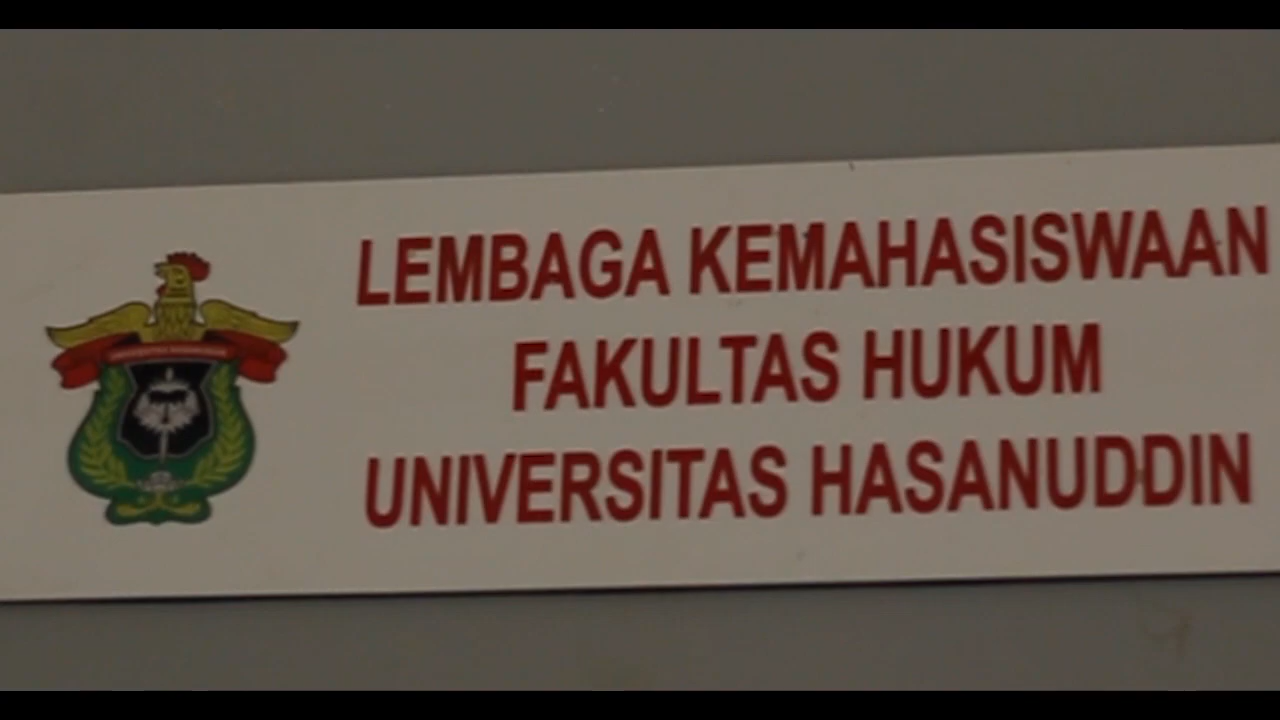 LEMBAGA KEMAHASISWAAN
FAKULTAS HUKUM
UNIVERSITAS HASANUDDIN